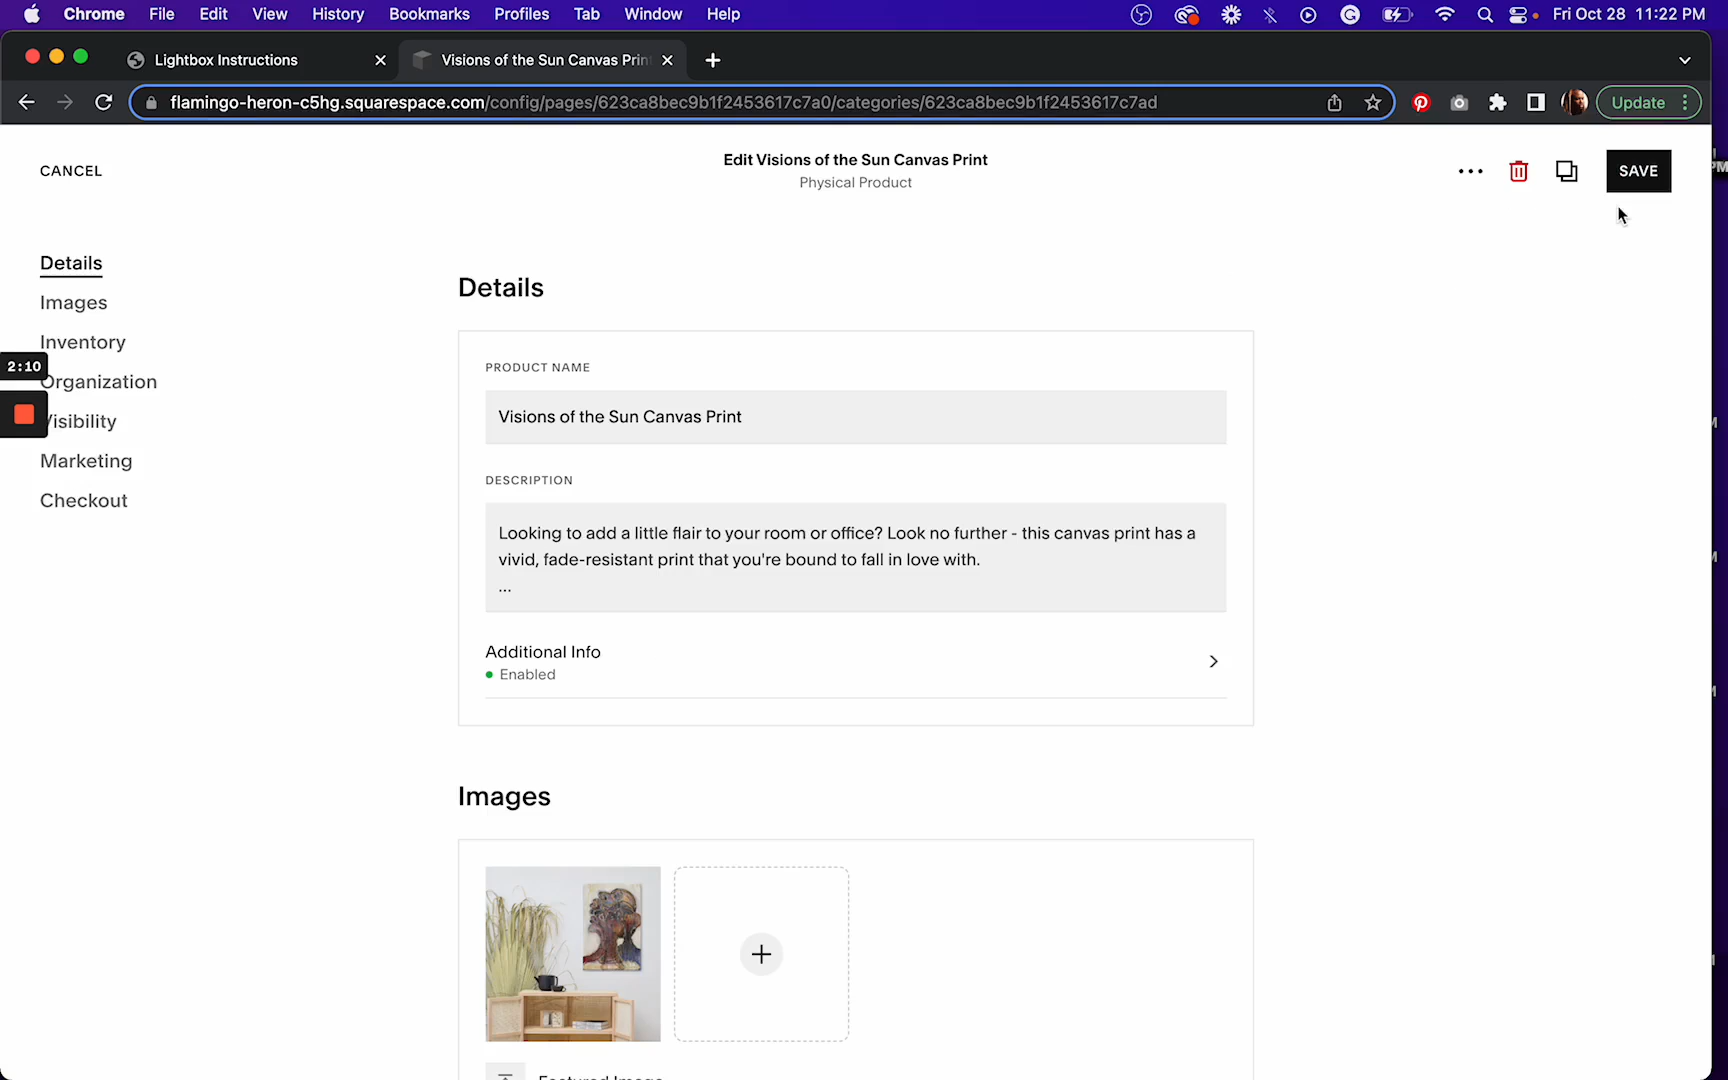 Chrome File Edit View History Bookmarks Profiles Tab Window Help Fri Oct 28 11:22 PM
Lightbox Instructions
Visions of the Sun Canvas Prin
flamingo-heron-c5hg.squarespace.com/config/pages/623ca8bec9b1f2453617c7a0/categories/623ca8bec9b1f2453617c7ad
Update
CANCEL
Edit Visions of the Sun Canvas Print
Physical Product
SAVE
Details
Images
Inventory
2:10
Organization
Visibility
Marketing
Checkout
Details
PRODUCT NAME
Visions of the Sun Canvas Print
DESCRIPTION
Looking to add a little flair to your room or office? Look no further - this canvas print has a
vivid, fade-resistant print that you're bound to fall in love with.
...
Additional Info
Enabled
Images
Featured Image